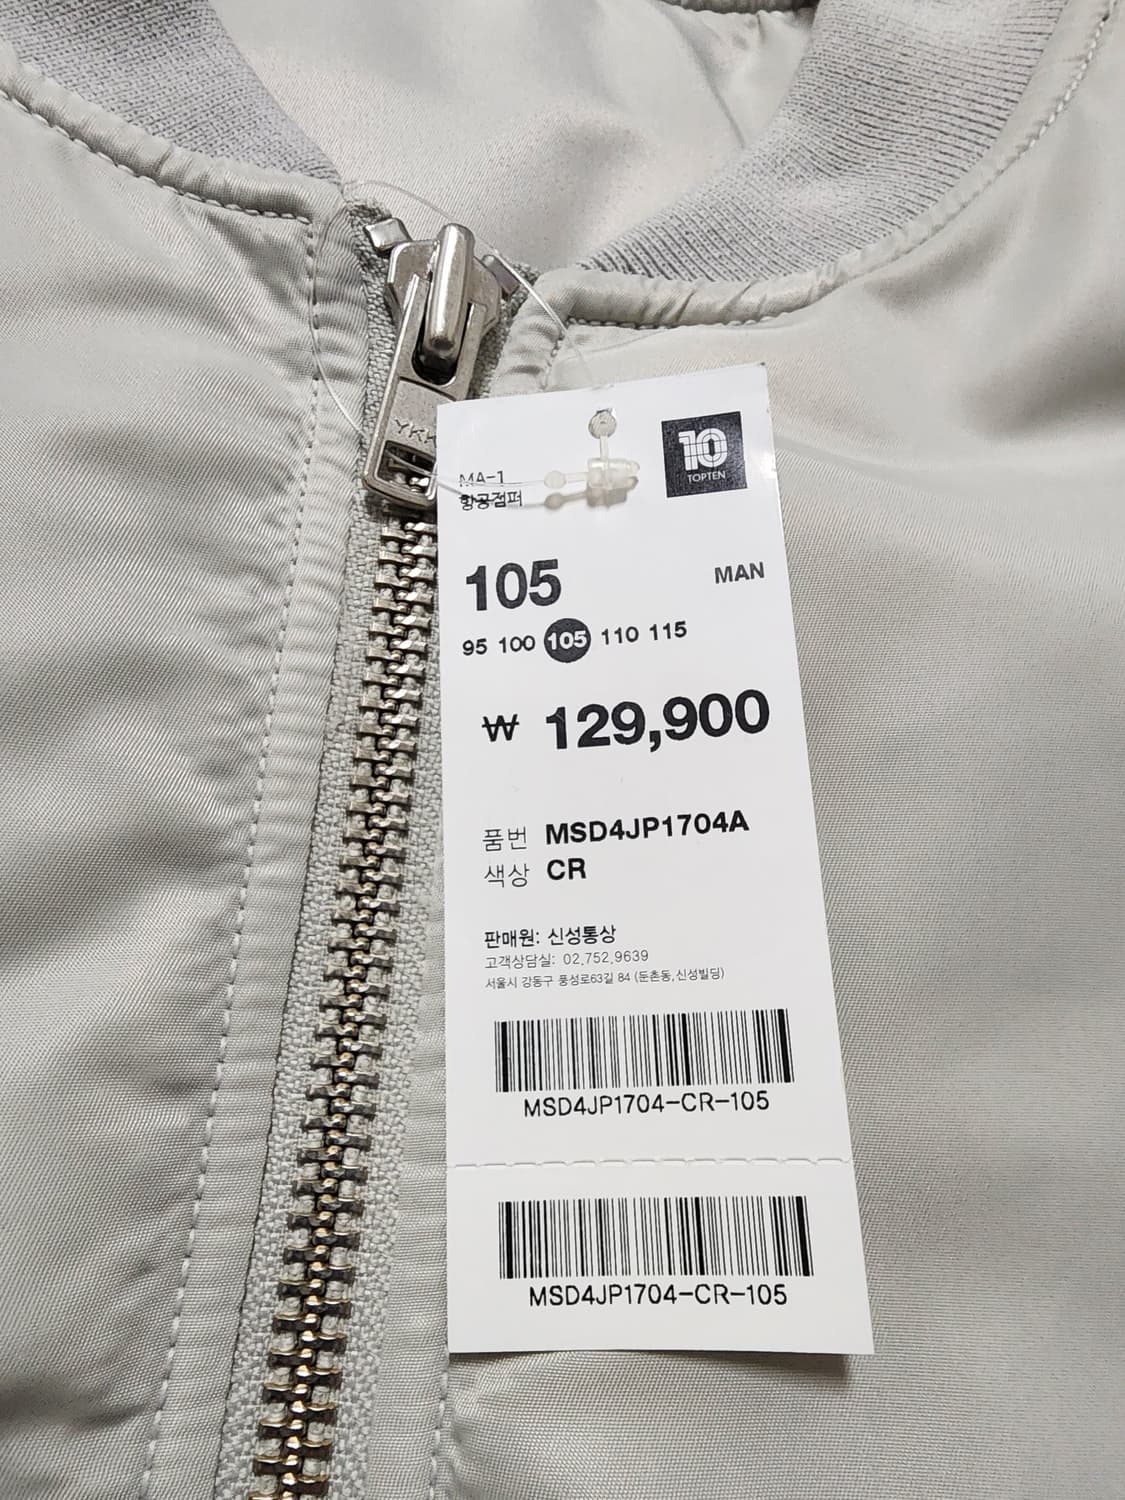 YKK
MA-1
항공점퍼
10
TOPTEN
105
MAN
95 100 105 110 115
₩ 129,900
품번 MSD4JP1704A
색상 CR
판매원: 신성통상
고객상담실: 02.752.9639
서울시 강동구 풍성로63길 84 (둔촌동,신성빌딩)
MSD4JP1704-CR-105
MSD4JP1704-CR-105